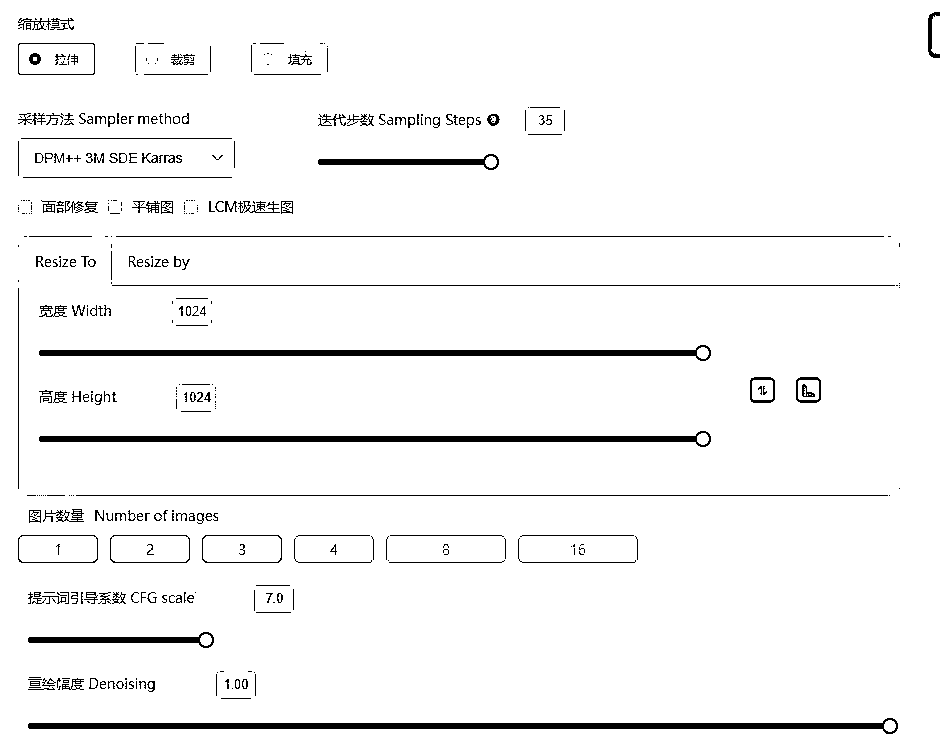 缩放模式
拉伸 裁剪 填充
采样方法 Sampler method 迭代步数 Sampling Steps 35
DPM++ 3M SDE Karras
面部修复 平铺图 LCM极速生图
Resize To Resize by
宽度 Width 1024
高度 Height 1024
图片数量 Number of images
1 2 3 4 8 16
提示词引导系数 CFG scale 7.0
重绘幅度 Denoising 1.00